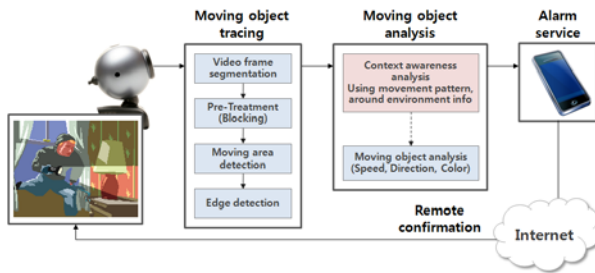 Moving object
tracing
Video frame
segmentation
Pre-Treatment
(Blocking)
Moving area
detection
Edge detection
Moving object
analysis
Context awareness
analysis
Using movement pattern,
around environment info
Moving object analysis
(Speed, Direction, Color)
Alarm
service
Remote
confirmation
Internet